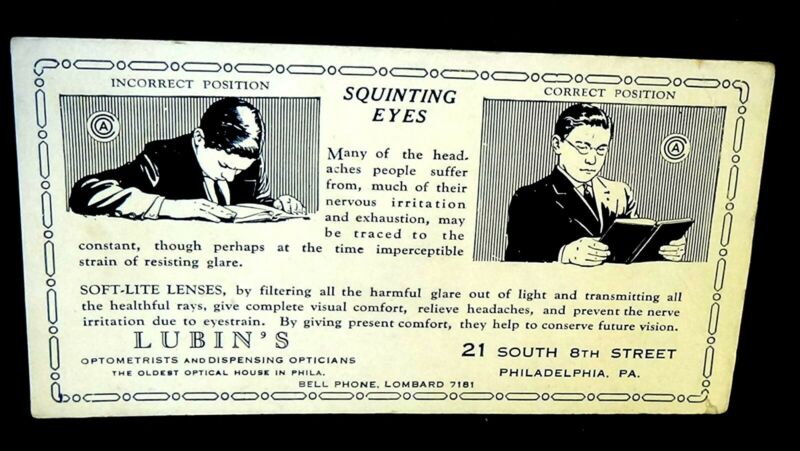 INCORRECT POSITION
A
SQUINTING
EYES
CORRECT POSITION
A
Many of the head-
aches people suffer
from, much of their
nervous irritation
and exhaustion, may
be traced to the
constant, though perhaps at the time imperceptible
strain of resisting glare.
SOFT-LITE LENSES, by filtering all the harmful glare out of light and transmitting all
the healthful rays, give complete visual comfort, relieve headaches, and prevent the nerve
irritation due to eyestrain. By giving present comfort, they help to conserve future vision.
LUBIN'S
OPTOMETRISTS AND DISPENSING OPTICIANS
THE OLDEST OPTICAL HOUSE IN PHILA.
21 SOUTH 8TH STREET
PHILADELPHIA, PA.
BELL PHONE, LOMBARD 7181